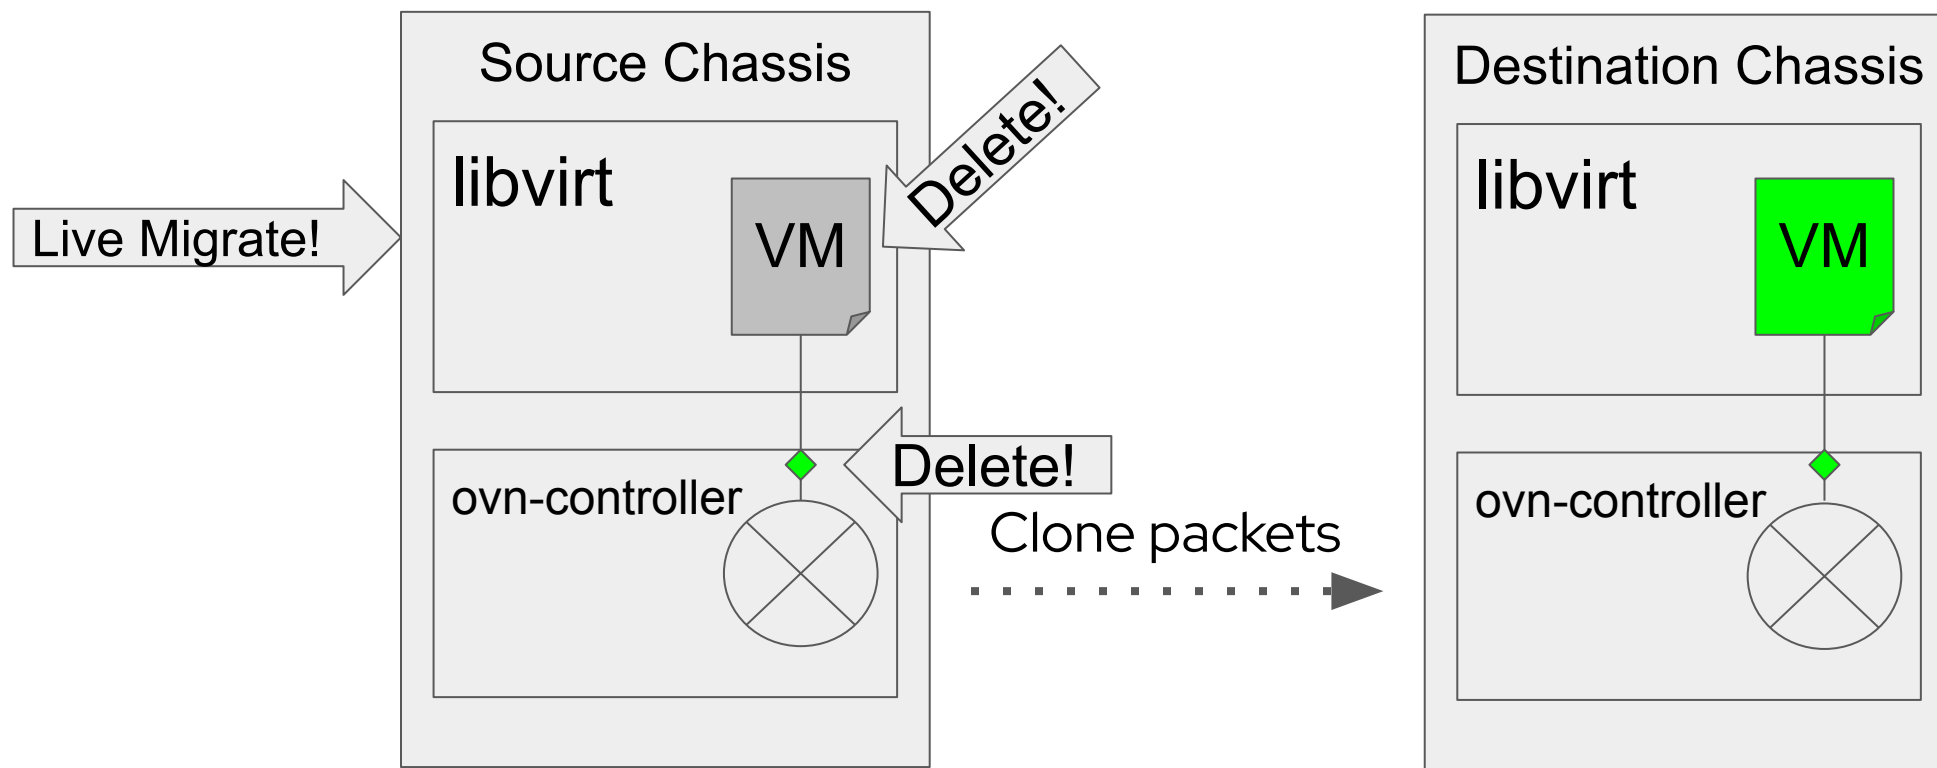 Source Chassis
libvirt
VM
Delete!
Live Migrate!
ovn-controller
Delete!
Clone packets
Destination Chassis
libvirt
VM
ovn-controller